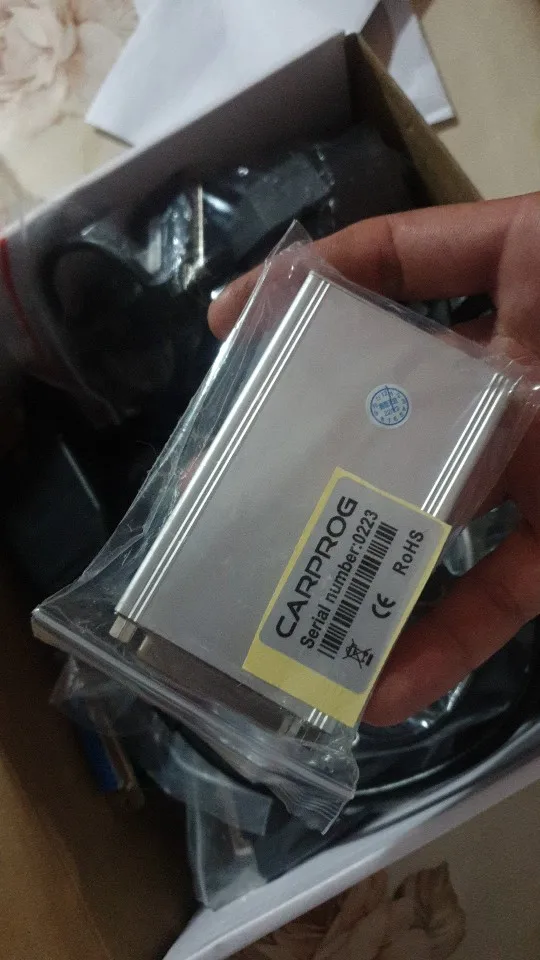 CARPROG
Serial number:0223
CE RoHS